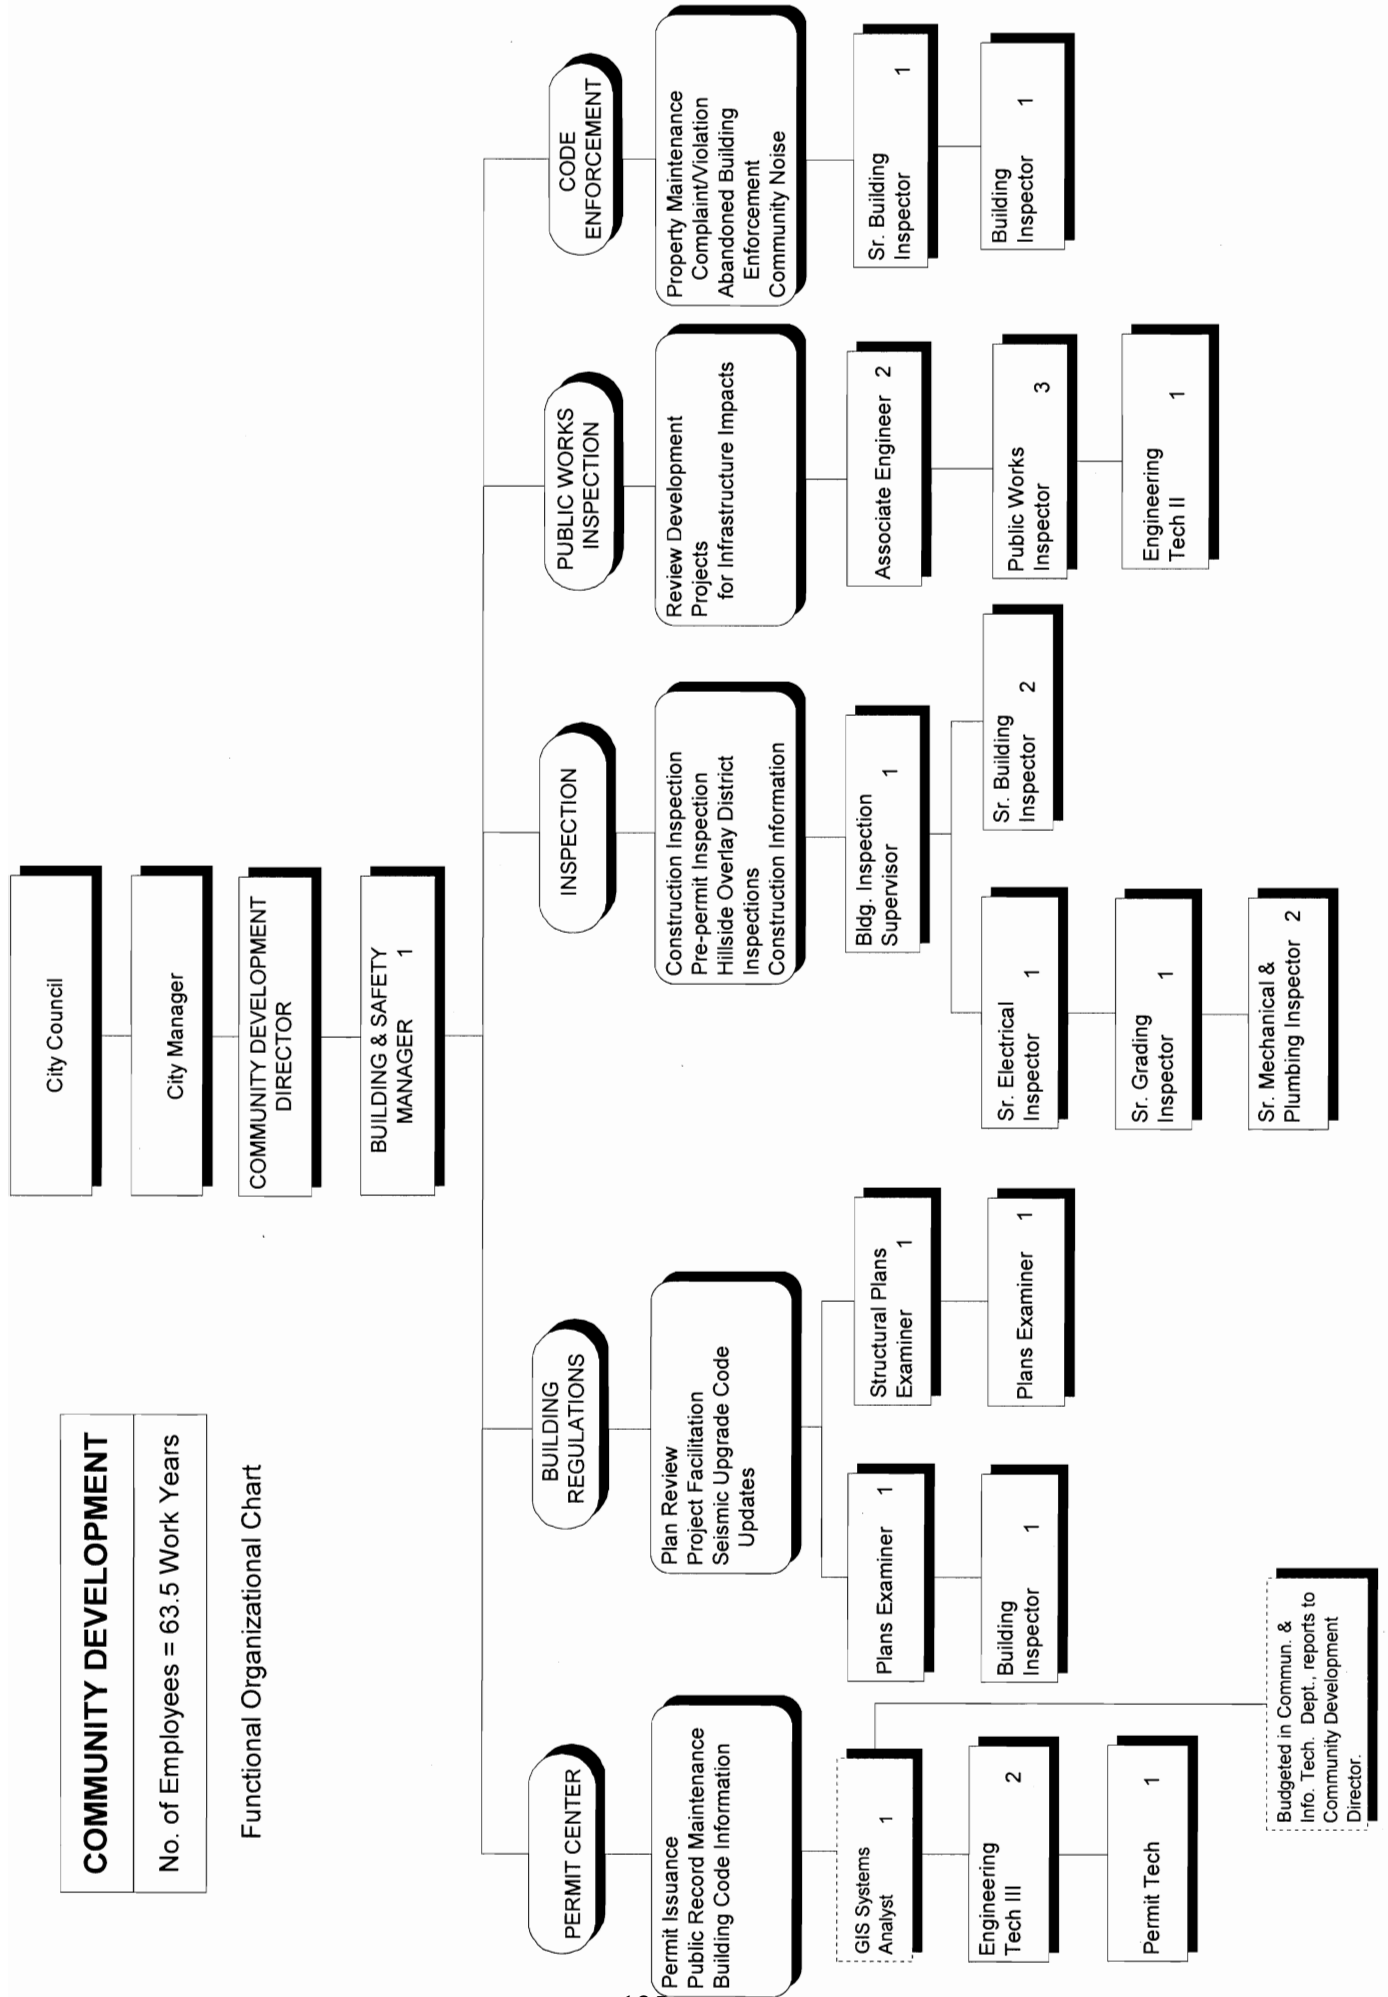 COMMUNITY DEVELOPMENT
No. of Employees = 63.5 Work Years
Functional Organizational Chart
City Council
City Manager
COMMUNITY DEVELOPMENT
DIRECTOR
BUILDING & SAFETY
MANAGER 1
PERMIT CENTER
Permit Issuance
Public Record Maintenance
Building Code Information
GIS Systems
Analyst 1
Engineering
Tech III 2
Permit Tech 1
Budgeted in Commun. &
Info. Tech. Dept., reports to
Community Development
Director.
BUILDING
REGULATIONS
Plan Review
Project Facilitation
Seismic Upgrade Code
Updates
Plans Examiner 1
Building
Inspector 1
Structural Plans
Examiner 1
Plans Examiner 1
INSPECTION
Construction Inspection
Pre-permit Inspection
Hillside Overlay District
Inspections
Construction Information
Bldg. Inspection
Supervisor 1
Sr. Electrical
Inspector 1
Sr. Grading
Inspector 1
Sr. Mechanical &
Plumbing Inspector 2
Sr. Building
Inspector 2
PUBLIC WORKS
INSPECTION
Review Development
Projects
for Infrastructure Impacts
Associate Engineer 2
Public Works
Inspector 3
Engineering
Tech II 1
CODE
ENFORCEMENT
Property Maintenance
Complaint/Violation
Abandoned Building
Enforcement
Community Noise
Sr. Building
Inspector 1
Building
Inspector 1